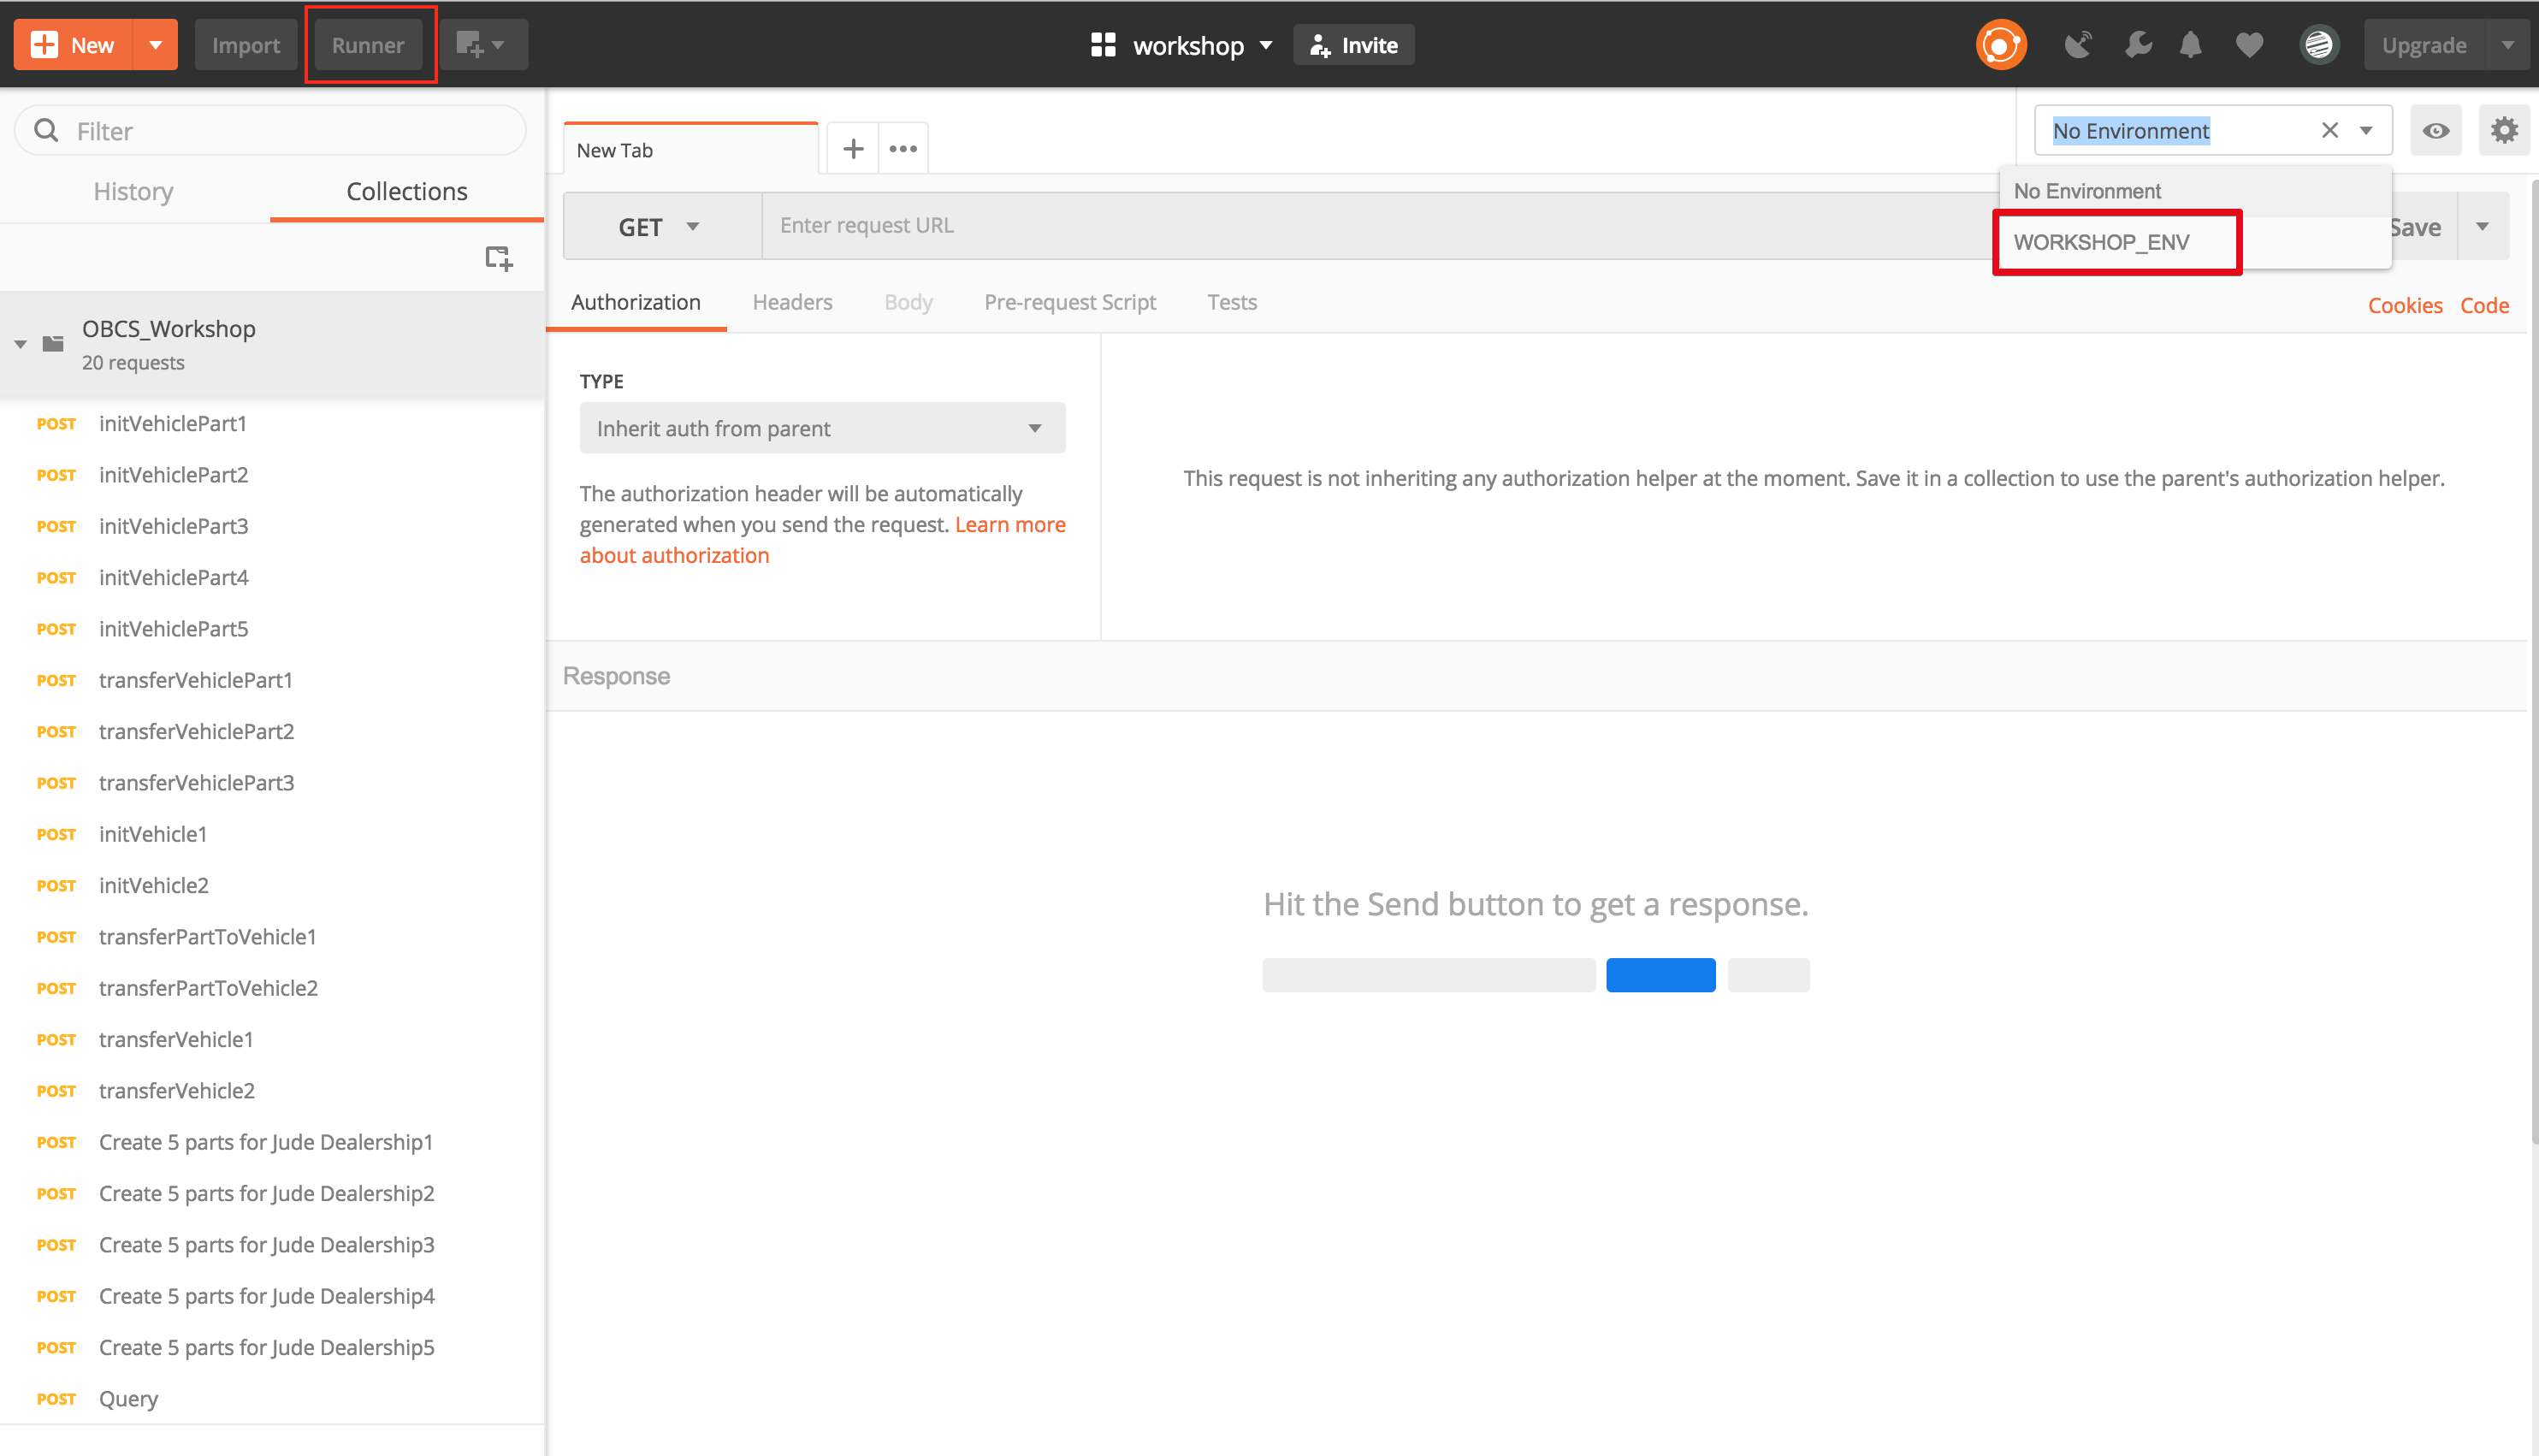 New
Import
Runner
workshop
Invite
Upgrade
Filter
History
Collections
OBCS_Workshop
20 requests
POST initVehiclePart1
POST initVehiclePart2
POST initVehiclePart3
POST initVehiclePart4
POST initVehiclePart5
POST transferVehiclePart1
POST transferVehiclePart2
POST transferVehiclePart3
POST initVehicle1
POST initVehicle2
POST transferPartToVehicle1
POST transferPartToVehicle2
POST transferVehicle1
POST transferVehicle2
POST Create 5 parts for Jude Dealership1
POST Create 5 parts for Jude Dealership2
POST Create 5 parts for Jude Dealership3
POST Create 5 parts for Jude Dealership4
POST Create 5 parts for Jude Dealership5
POST Query
New Tab
No Environment
No Environment
WORKSHOP_ENV
GET
Enter request URL
Save
Authorization
Headers
Body
Pre-request Script
Tests
Cookies
Code
TYPE
Inherit auth from parent
The authorization header will be automatically
generated when you send the request. Learn more
about authorization
This request is not inheriting any authorization helper at the moment. Save it in a collection to use the parent's authorization helper.
Response
Hit the Send button to get a response.